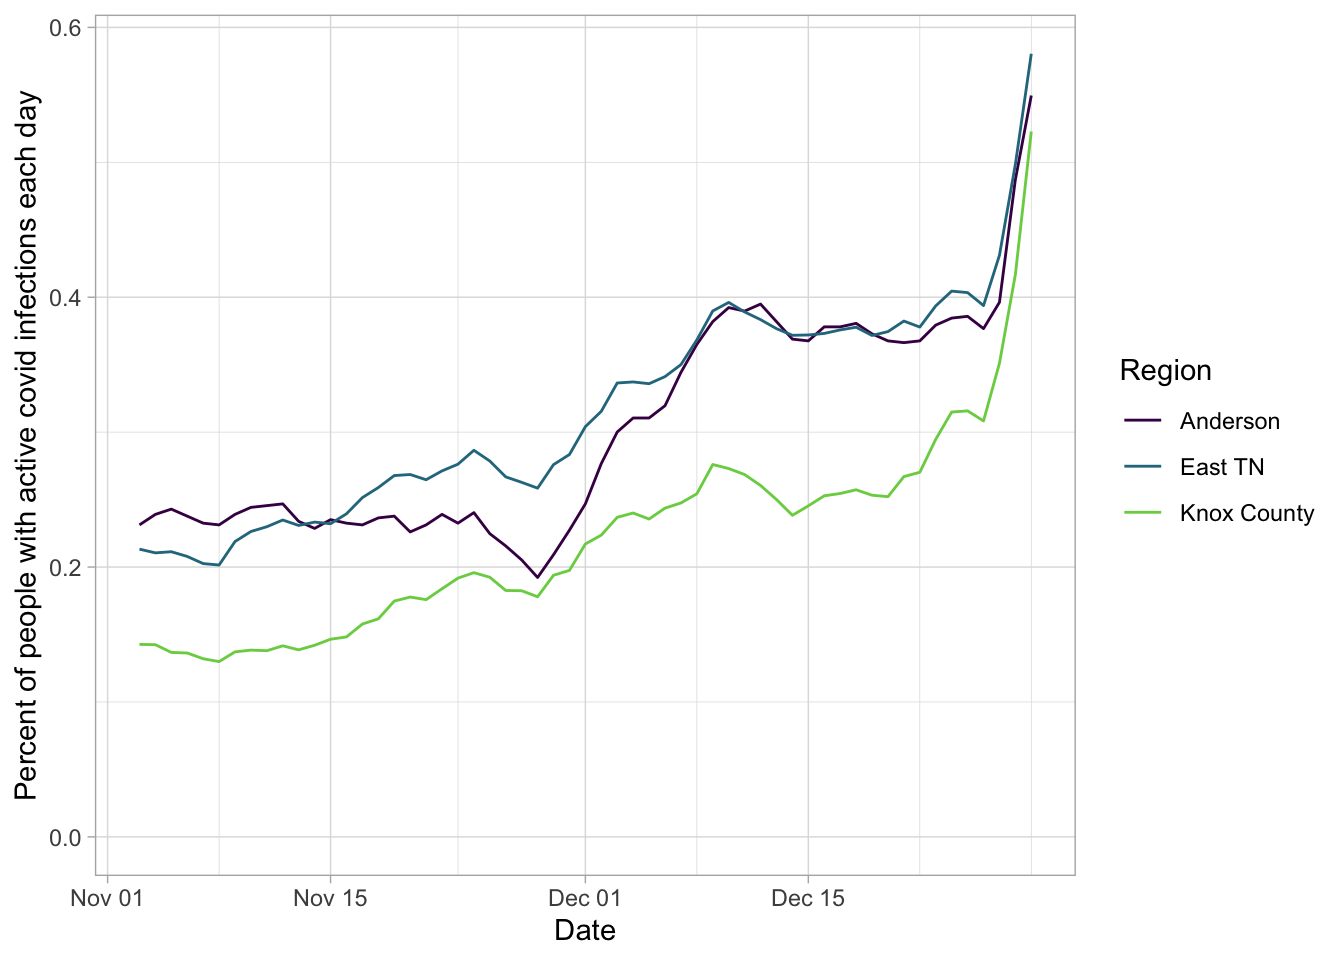 Percent of people with active covid infections each day
0.6
0.4
0.2
0.0
Nov 01
Nov 15
Dec 01
Dec 15
Date
Region
Anderson
East TN
Knox County